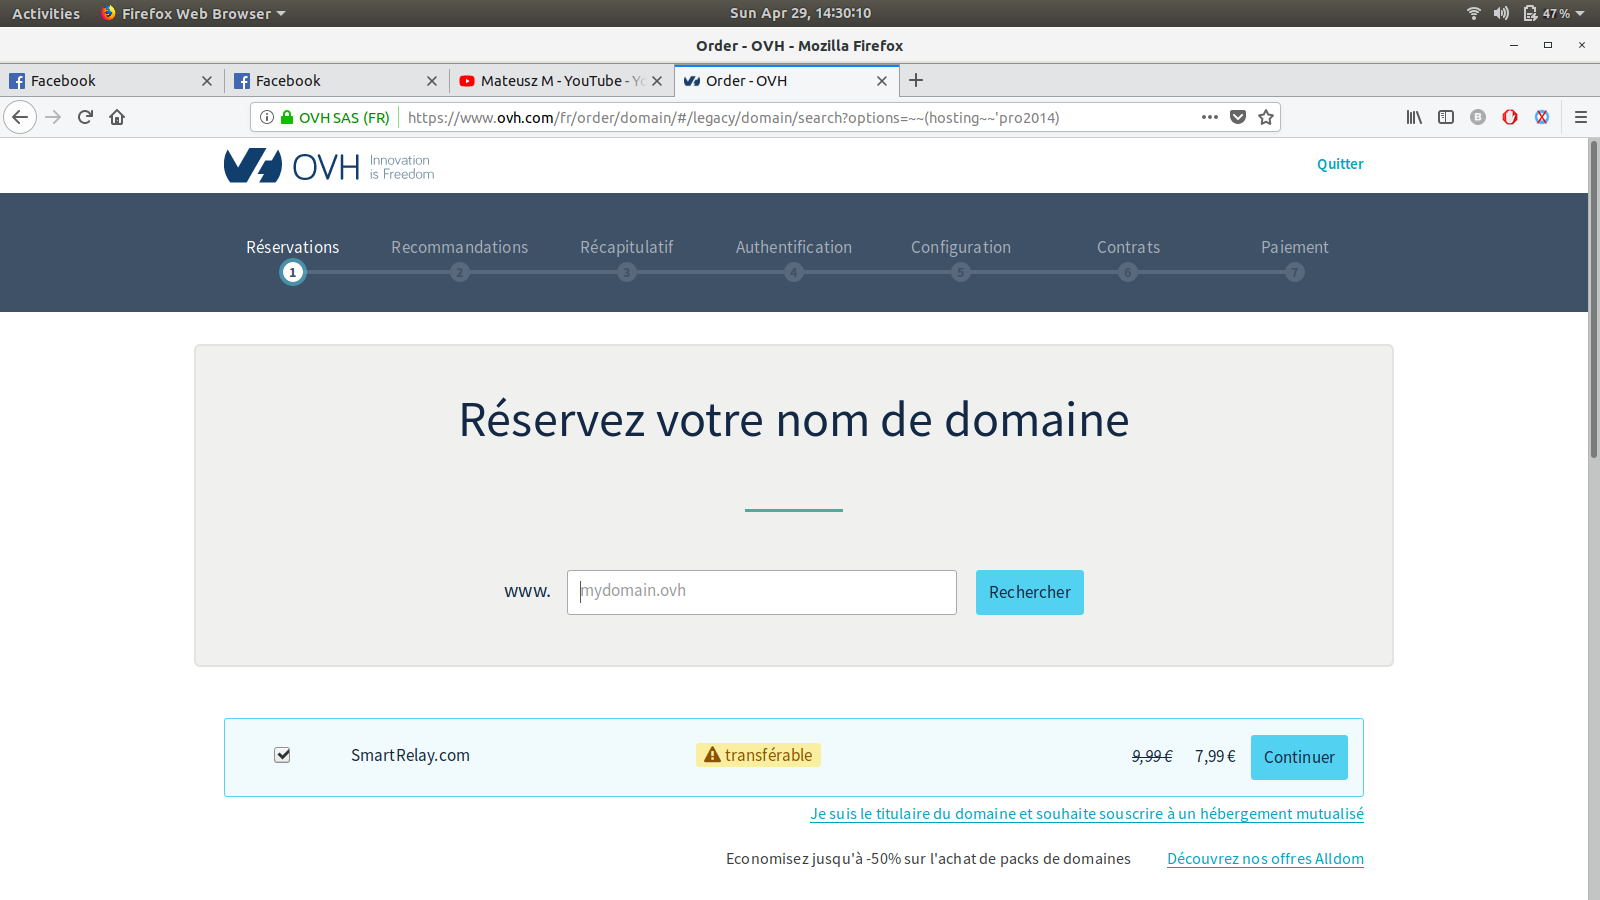 Activities Firefox Web Browser Sun Apr 29, 14:30:10 47 %
Order - OVH - Mozilla Firefox
Facebook Facebook Mateusz M - YouTube - Order - OVH
OVH SAS (FR) https://www.ovh.com/fr/order/domain/#/legacy/domain/search?options=~~(hosting~~'pro2014)
OVH Innovation is Freedom Quitter
Réservations Recommandations Récapitulatif Authentification Configuration Contrats Paiement
1 2 3 4 5 6 7
Réservez votre nom de domaine
www. mydomain.ovh Rechercher
SmartRelay.com transférable 9,99 € 7,99 € Continuer
Je suis le titulaire du domaine et souhaite souscrire à un hébergement mutualisé
Economisez jusqu'à -50% sur l'achat de packs de domaines Découvrez nos offres Alldom